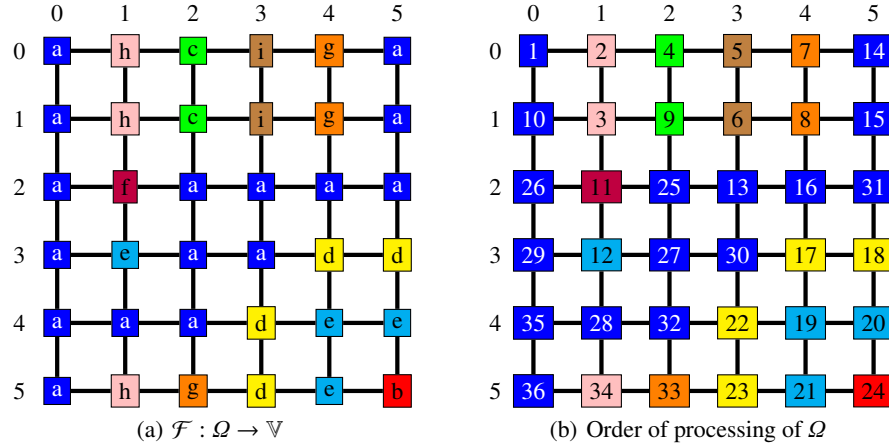 0 1 2 3 4 5
0 a h c i g a
1 a h c i g a
2 a f a a a a
3 a e a a d d
4 a a a d e e
5 a h g d e b
(a) ℱ : Ω → 𝕍
0 1 2 3 4 5
0 1 2 4 5 7 14
1 10 3 9 6 8 15
2 26 11 25 13 16 31
3 29 12 27 30 17 18
4 35 28 32 22 19 20
5 36 34 33 23 21 24
(b) Order of processing of Ω